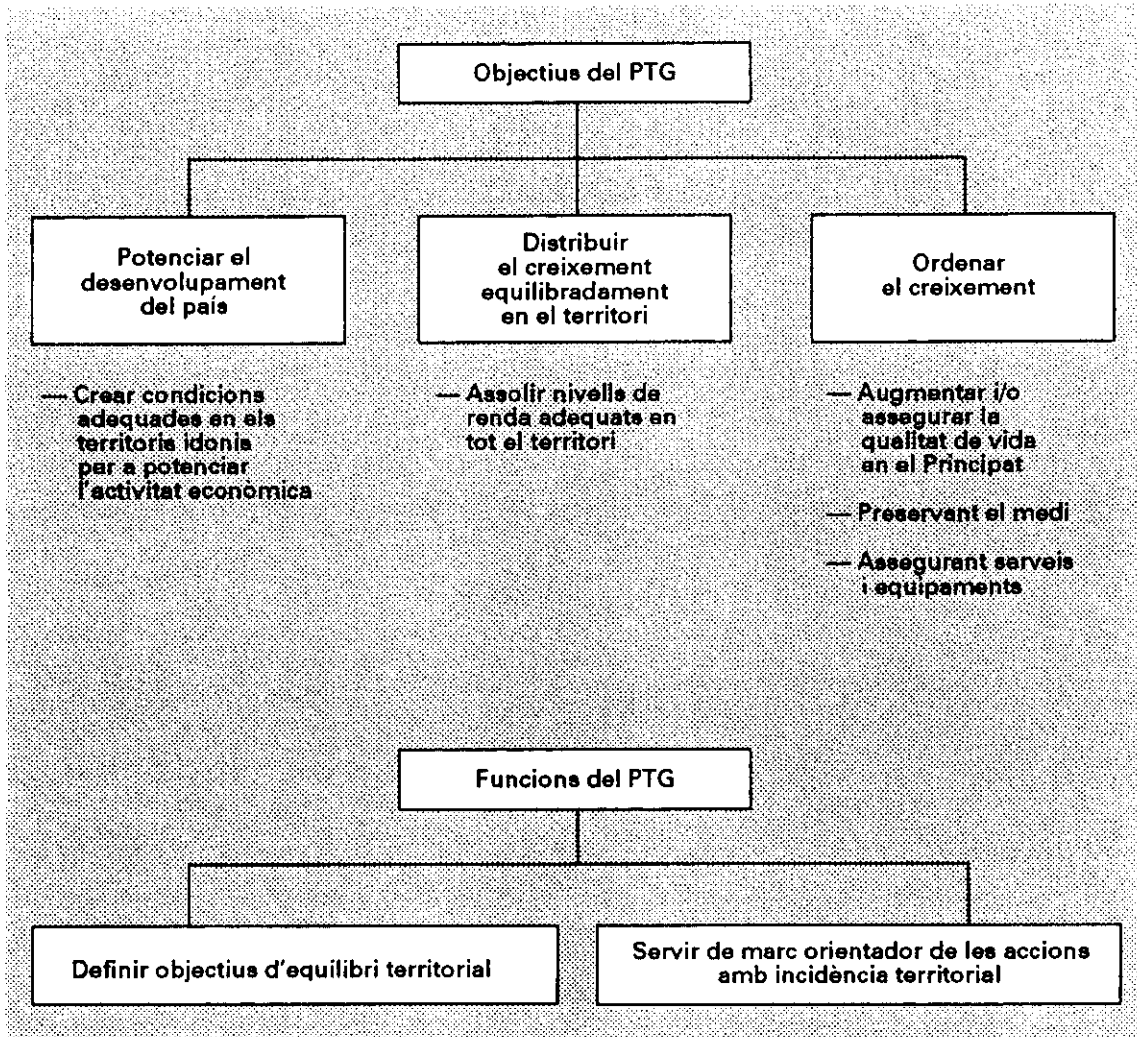 Objectius del PTG
Potenciar el
desenvolupament
del país
Distribuir
el creixement
equilibradament
en el territori
Ordenar
el creixement
— Crear condicions
adequades en els
territoris idonis
per a potenciar
l'activitat econòmica
— Assolir nivells de
renda adequats en
tot el territori
— Augmentar i/o
assegurar la
qualitat de vida
en el Principat
— Preservant el medi
— Assegurant serveis
i equipaments
Funcions del PTG
Definir objectius d'equilibri territorial
Servir de marc orientador de les accions
amb incidència territorial